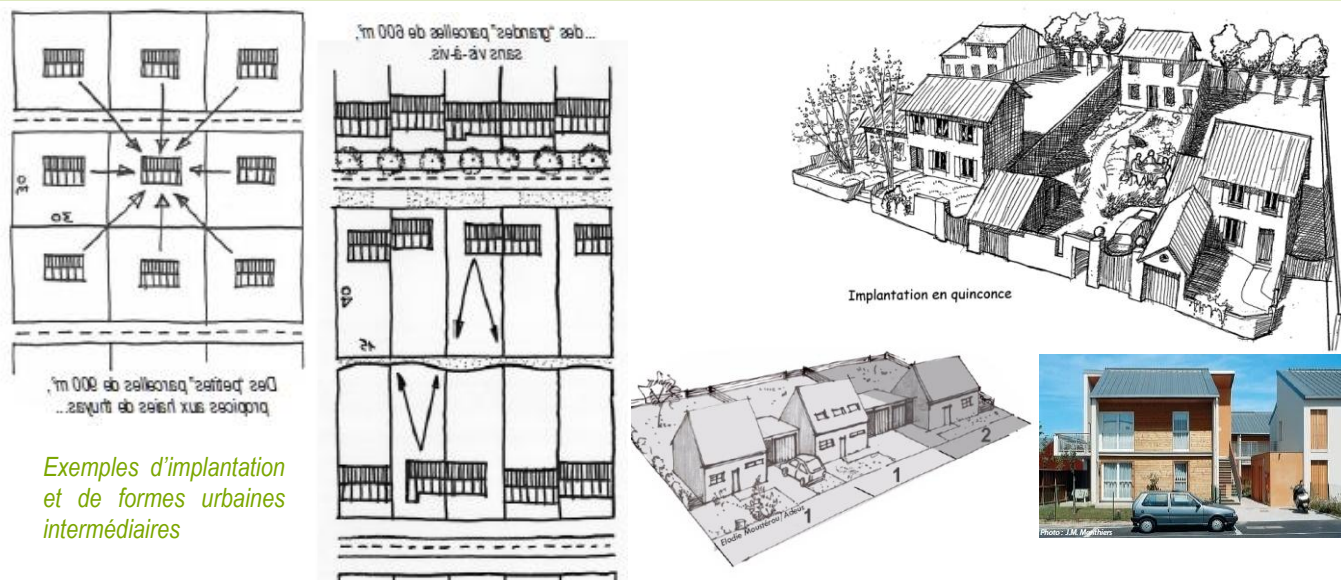 30
30
Des "petites" parcelles de 900 m²,
propices aux haies de thuyas...
...des "grandes" parcelles de 600 m²,
sans vis-à-vis.
40
15
Implantation en quinconce
1
1
2
Elodie Moustérou/Adeus
Photo : J.M. Monthiers
Exemples d'implantation
et de formes urbaines
intermédiaires